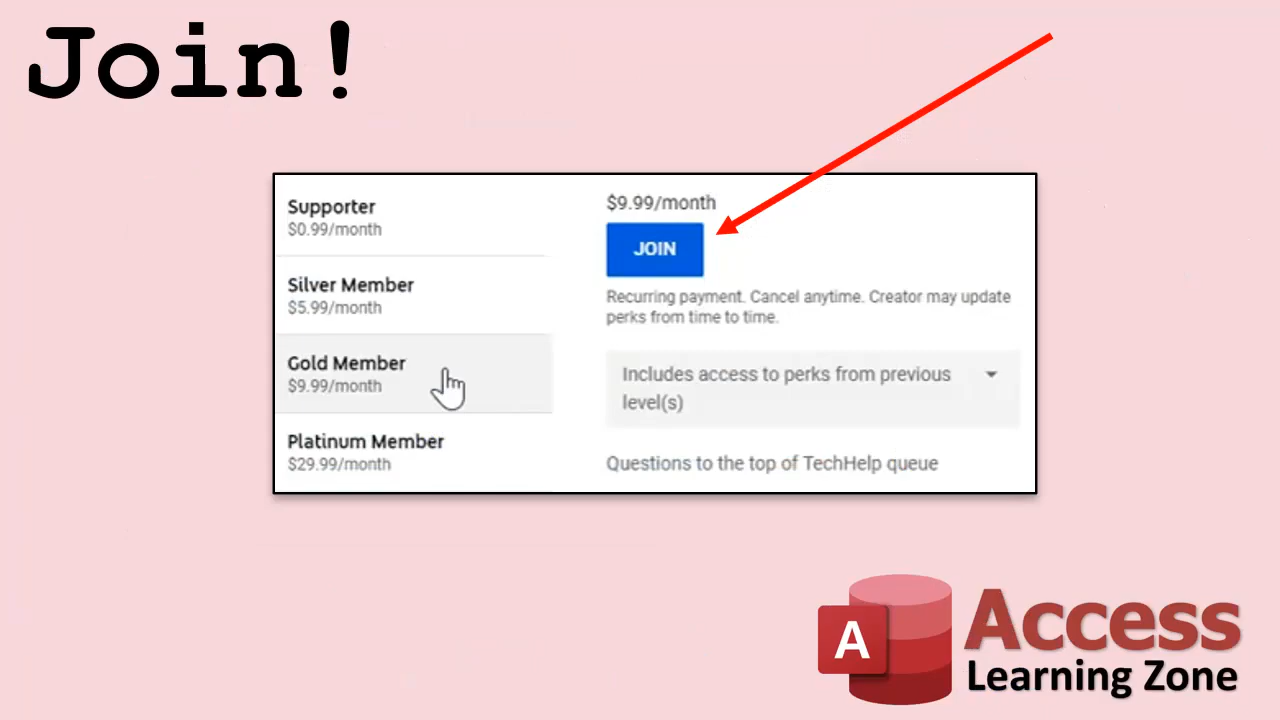 Join!
Supporter
$0.99/month
Silver Member
$5.99/month
Gold Member
$9.99/month
Platinum Member
$29.99/month
$9.99/month
JOIN
Recurring payment. Cancel anytime. Creator may update
perks from time to time.
Includes access to perks from previous
level(s)
Questions to the top of TechHelp queue
A
Access
Learning Zone